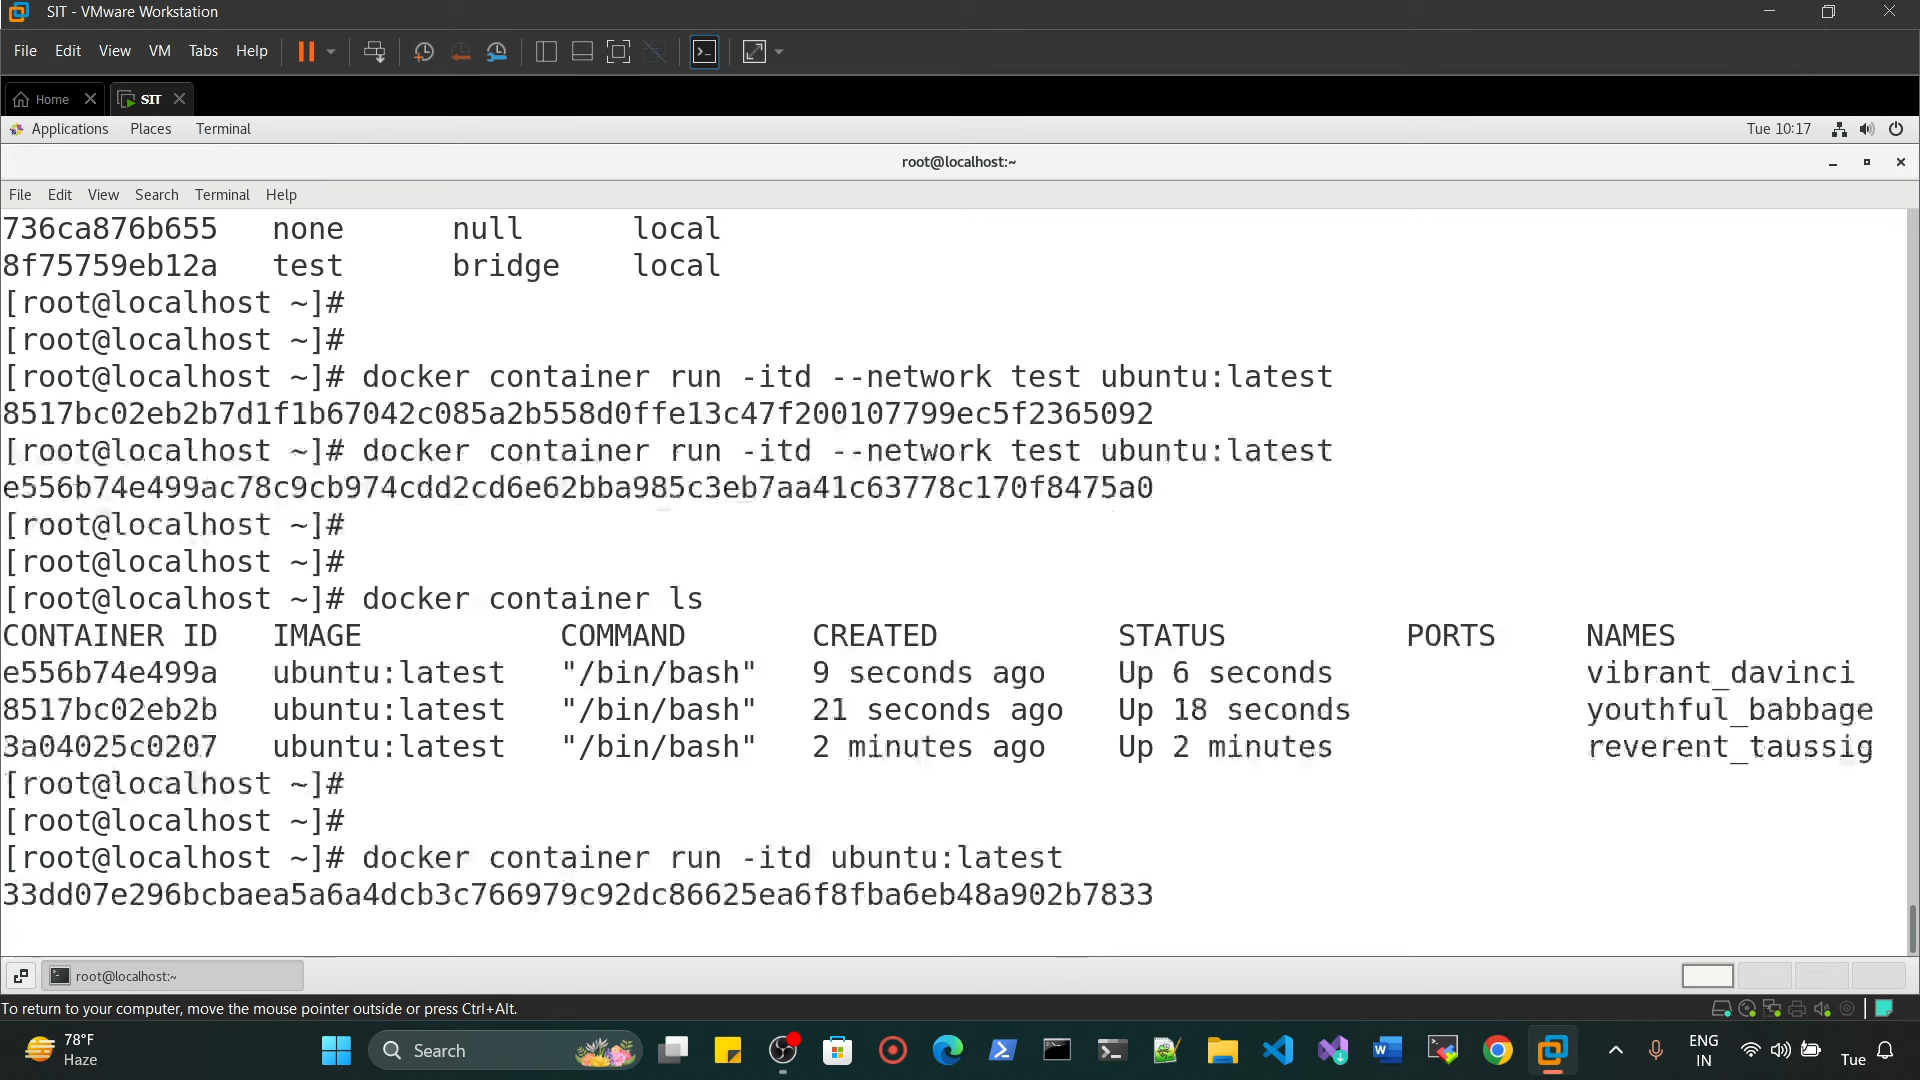 SIT - VMware Workstation
File Edit View VM Tabs Help
Home SIT
Applications Places Terminal Tue 10:17
root@localhost:~
File Edit View Search Terminal Help
736ca876b655 none null local
8f75759eb12a test bridge local
[root@localhost ~]#
[root@localhost ~]#
[root@localhost ~]# docker container run -itd --network test ubuntu:latest
8517bc02eb2b7d1f1b67042c085a2b558d0ffe13c47f200107799ec5f2365092
[root@localhost ~]# docker container run -itd --network test ubuntu:latest
e556b74e499ac78c9cb974cdd2cd6e62bba985c3eb7aa41c63778c170f8475a0
[root@localhost ~]#
[root@localhost ~]#
[root@localhost ~]# docker container ls
CONTAINER ID IMAGE COMMAND CREATED STATUS PORTS NAMES
e556b74e499a ubuntu:latest "/bin/bash" 9 seconds ago Up 6 seconds vibrant_davinci
8517bc02eb2b ubuntu:latest "/bin/bash" 21 seconds ago Up 18 seconds youthful_babbage
3a04025c0207 ubuntu:latest "/bin/bash" 2 minutes ago Up 2 minutes reverent_taussig
[root@localhost ~]#
[root@localhost ~]#
[root@localhost ~]# docker container run -itd ubuntu:latest
33dd07e296bcbaea5a6a4dcb3c766979c92dc86625ea6f8fba6eb48a902b7833
root@localhost:~
To return to your computer, move the mouse pointer outside or press Ctrl+Alt.
78°F
Haze
Search
ENG
IN
Tue